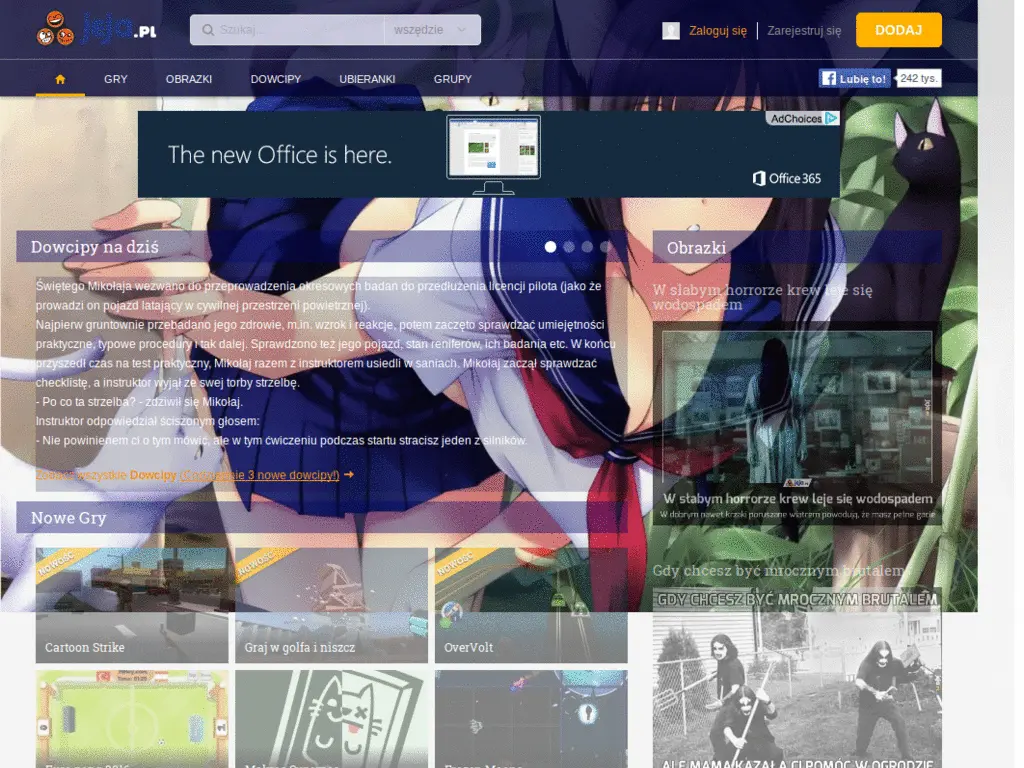 jeja.PL
Szukaj...
wszędzie
Zaloguj się
Zarejestruj się
DODAJ
GRY
OBRAZKI
DOWCIPY
UBIERANKI
GRUPY
Lubię to!
242 tys.
AdChoices
The new Office is here.
Office 365
Dowcipy na dziś
Świętego Mikołaja wezwano do przeprowadzenia okresowych badan do przedłużenia licencji pilota (jako że
prowadzi on pojazd latający w cywilnej przestrzeni powietrznej).
Najpierw gruntownie przebadano jego zdrowie, m.in. wzrok i reakcje, potem zaczęto sprawdzać umiejętności
praktyczne, typowe procedury i tak dalej. Sprawdzono też jego pojazd, stan reniferów, ich badania etc. W końcu
przyszedł czas na test praktyczny, Mikołaj razem z instruktorem usiedli w saniach. Mikołaj zaczął sprawdzać
checklistę, a instruktor wyjął ze swej torby strzelbę.
- Po co ta strzelba? - zdziwił się Mikołaj.
Instruktor odpowiedział ściszonym głosem:
- Nie powinienem ci o tym mówić, ale w tym ćwiczeniu podczas startu stracisz jeden z silników.
Zobacz wszystkie Dowcipy (Codziennie 3 nowe dowcipy!)
Obrazki
W słabym horrorze krew leje się
wodospadem
W słabym horrorze krew leje się wodospadem
W dobrym nawet krzaki poruszane wiatrem powodują, że masz pełne gacie
Gdy chcesz być mrocznym brutalem
GDY CHCESZ BYĆ MROCZNYM BRUTALEM
ALE MAMA KAZAŁA CI POMÓC W OGRODZIE
Nowe Gry
NOWOŚĆ
NOWOŚĆ
NOWOŚĆ
Cartoon Strike
Graj w golfa i niszcz
OverVolt